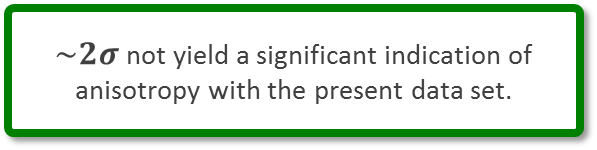 ~2σ not yield a significant indication of
anisotropy with the present data set.